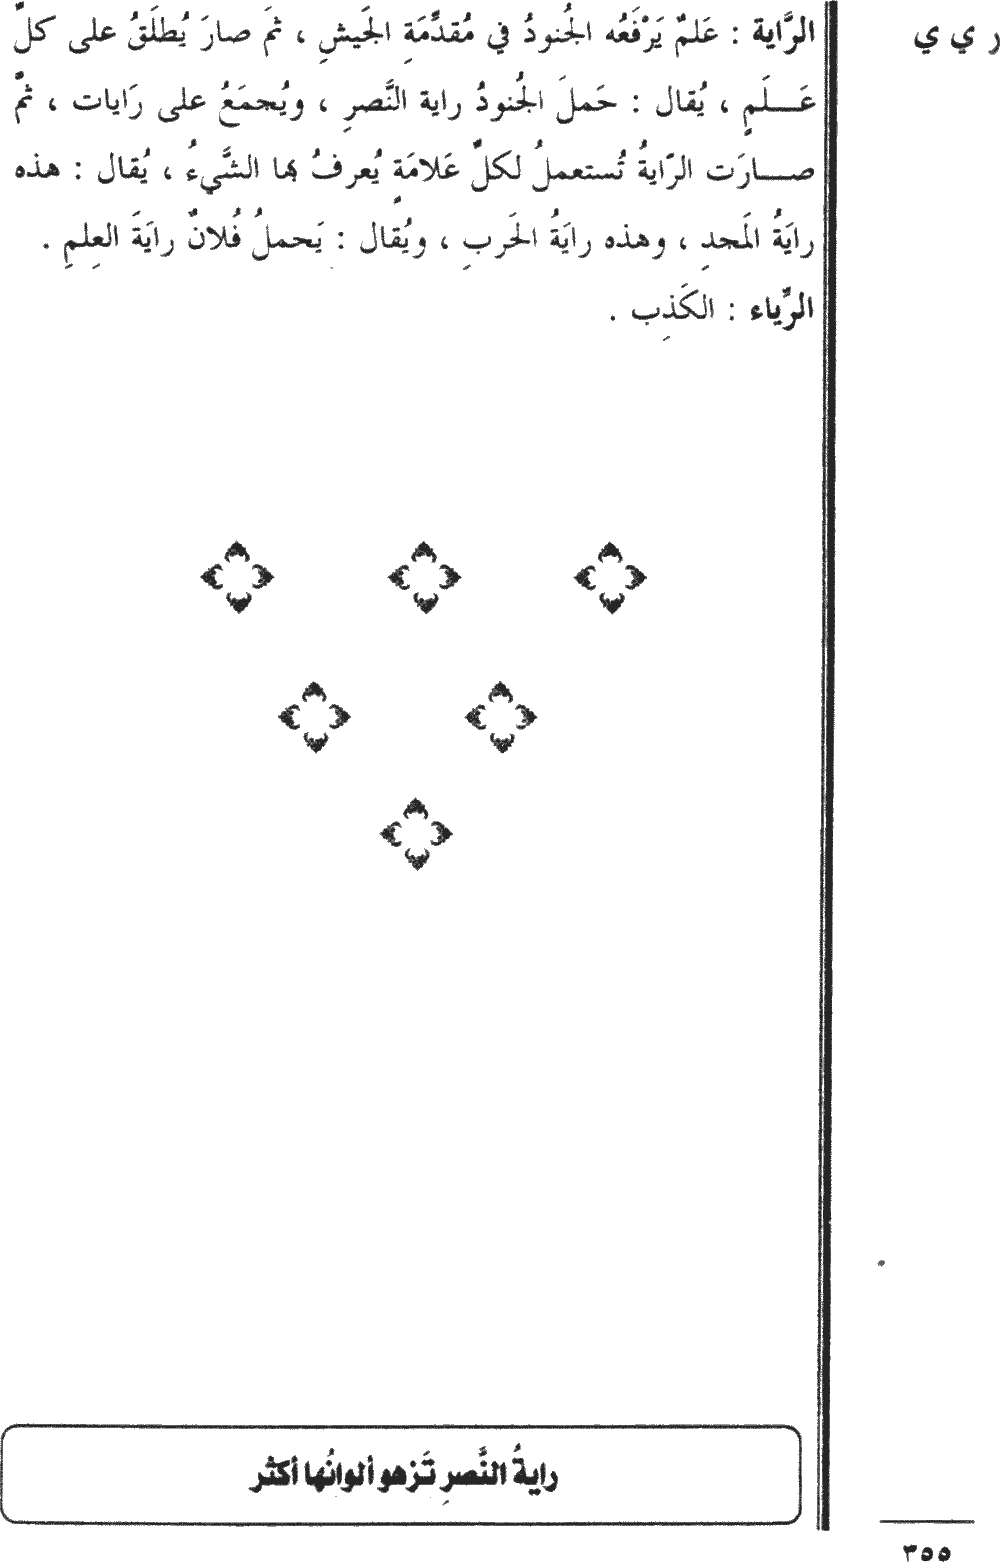 ر ي ي
الرَّاية : عَلمٌ يَرْفَعُه الجُنودُ في مُقدِّمَةِ الجَيشِ ، ثمَ صارَ يُطلَقُ على كلِّ
عَـــلَمٍ ، يُقال : حَملَ الجُنودُ راية النَّصرِ ، ويُجمَعُ على رَايات ، ثمَّ
صـــارَت الرّايةُ تُستعملُ لكلِّ عَلامَةٍ يُعرفُ بها الشَّيءُ ، يُقال : هذه
رايَةُ المَجدِ ، وهذه رايَةُ الحَربِ ، ويُقال : يَحملُ فُلانٌ رايَةَ العِلمِ .
الرِّياء : الكَذِب .
رايةُ النَّصرِ تَزهو ألوانُها أكثر
٣٥٥